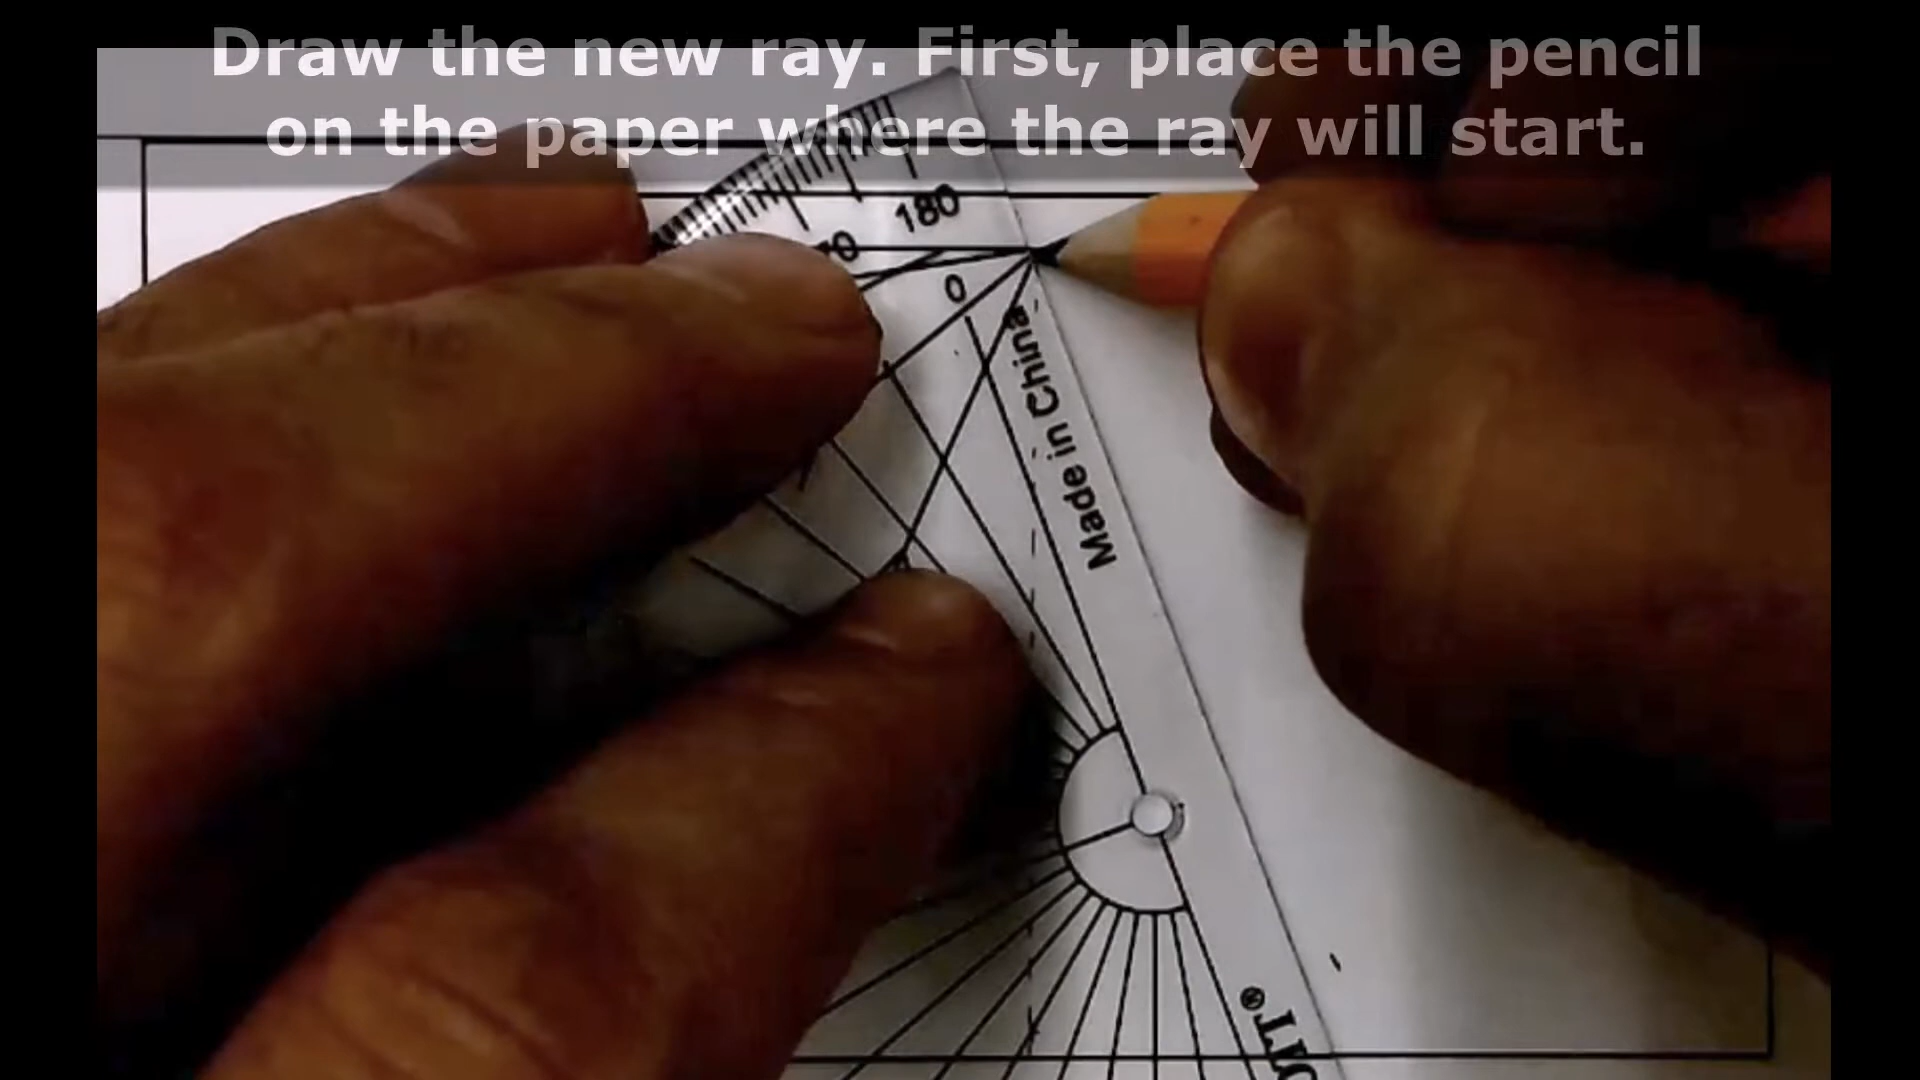 Draw the new ray. First, place the pencil
on the paper where the ray will start.
180
0
Made in China